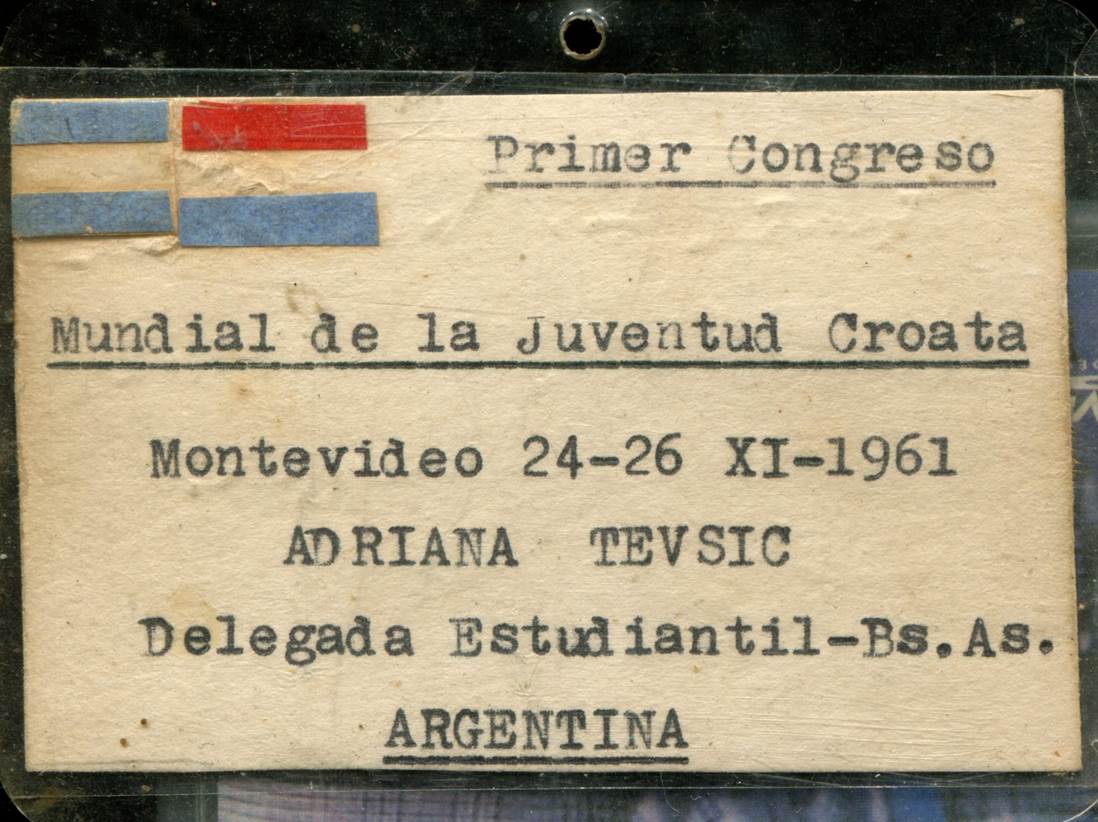 Primer Congreso
Mundial de la Juventud Croata
Montevideo 24-26 XI-1961
ADRIANA TEVSIC
Delegada Estudiantil-Bs.As.
ARGENTINA